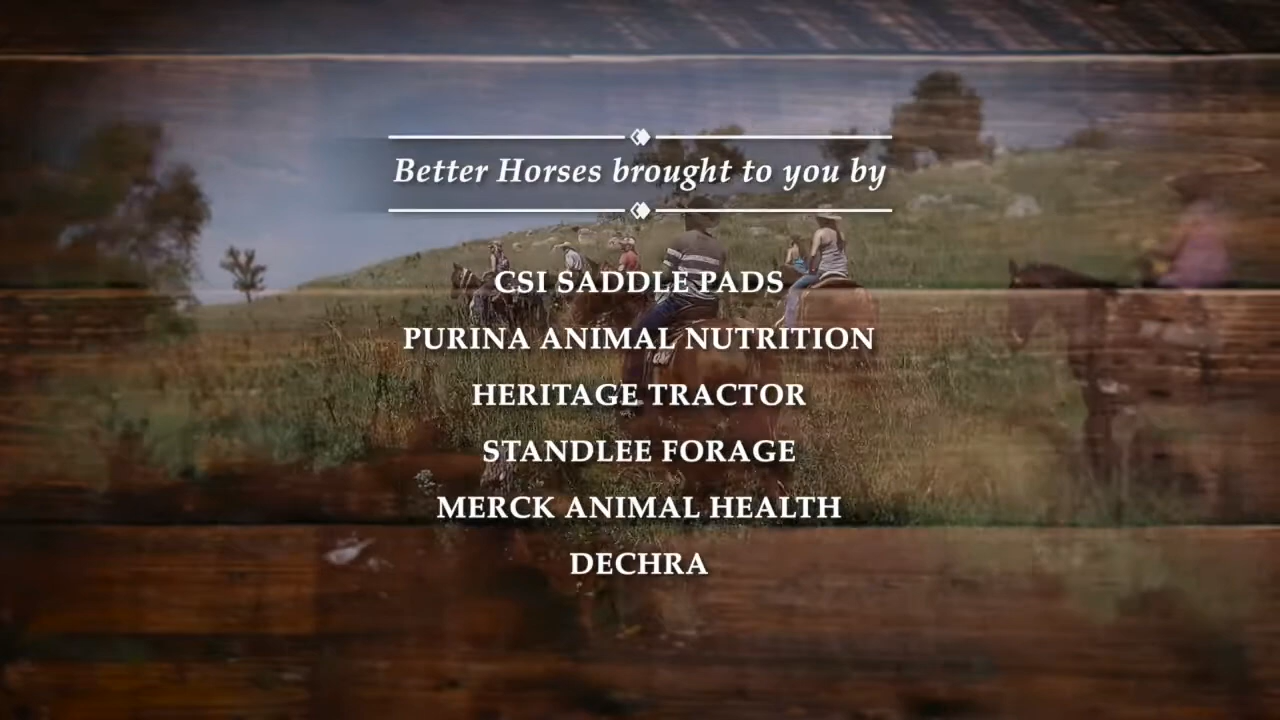 Better Horses brought to you by
CSI SADDLE PADS
PURINA ANIMAL NUTRITION
HERITAGE TRACTOR
STANDLEE FORAGE
MERCK ANIMAL HEALTH
DECHRA